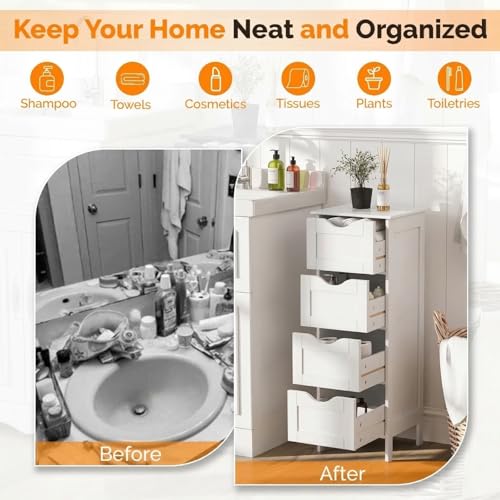 Keep Your Home Neat and Organized
Shampoo Towels Cosmetics Tissues Plants Toiletries
Before
After